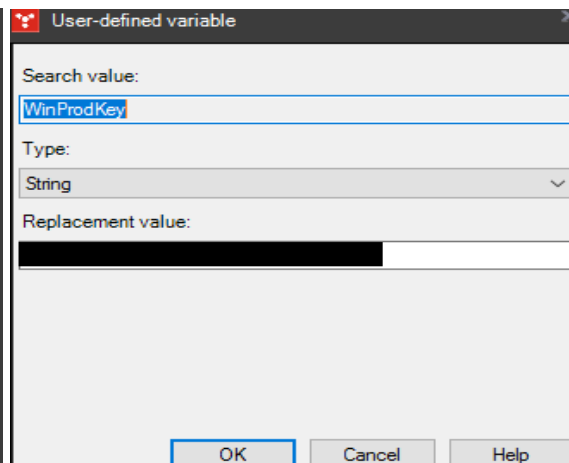 User-defined variable
Search value:
WinProdKey
Type:
String
Replacement value:
OK Cancel Help